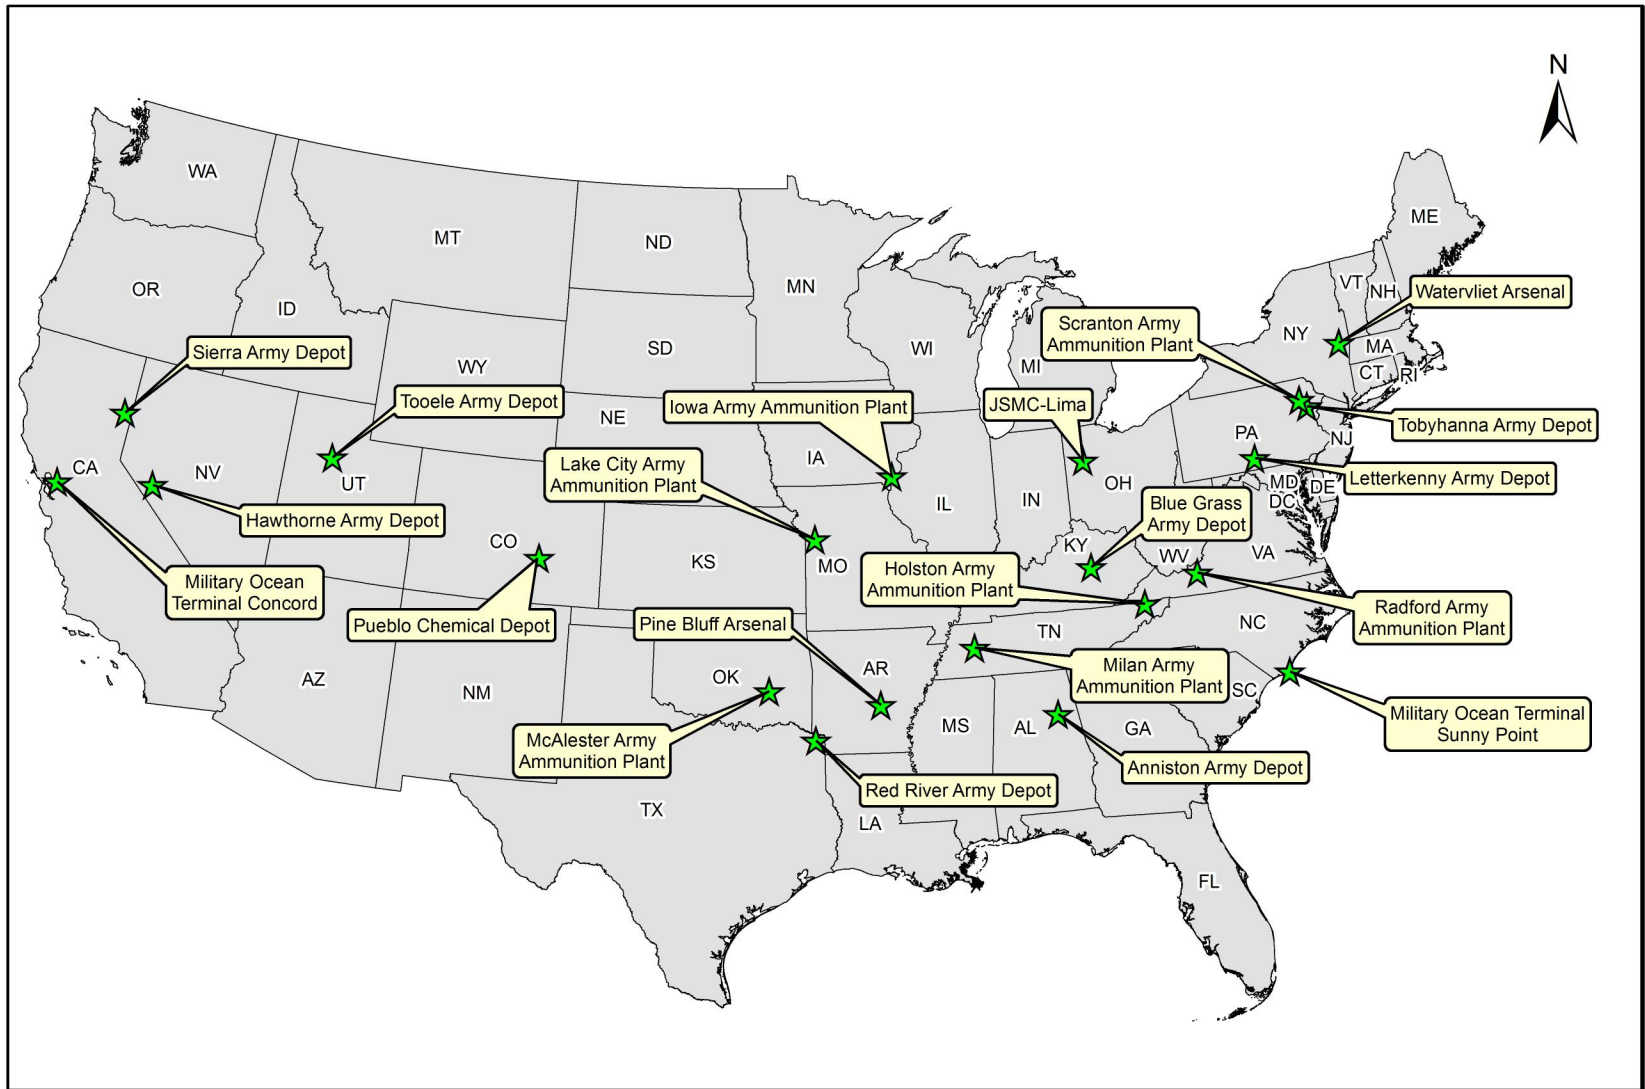 N
WA
ME
MT
ND
OR
VT
NH
Watervliet Arsenal
MN
ID
Scranton Army
Ammunition Plant
NY
SD
WI
MA
Sierra Army Depot
MI
WY
CT
RI
Tooele Army Depot
Iowa Army Ammunition Plant
JSMC-Lima
NE
Tobyhanna Army Depot
PA
NJ
IA
Lake City Army
Ammunition Plant
CA
NV
UT
OH
Letterkenny Army Depot
MD
DE
DC
IL
IN
Blue Grass
Army Depot
Hawthorne Army Depot
CO
KY
VA
WV
KS
MO
Holston Army
Ammunition Plant
Military Ocean
Terminal Concord
Radford Army
Ammunition Plant
Pueblo Chemical Depot
Pine Bluff Arsenal
NC
TN
AR
AZ
OK
NM
Milan Army
Ammunition Plant
SC
Military Ocean Terminal
Sunny Point
MS
AL
GA
McAlester Army
Ammunition Plant
Anniston Army Depot
Red River Army Depot
TX
LA
FL